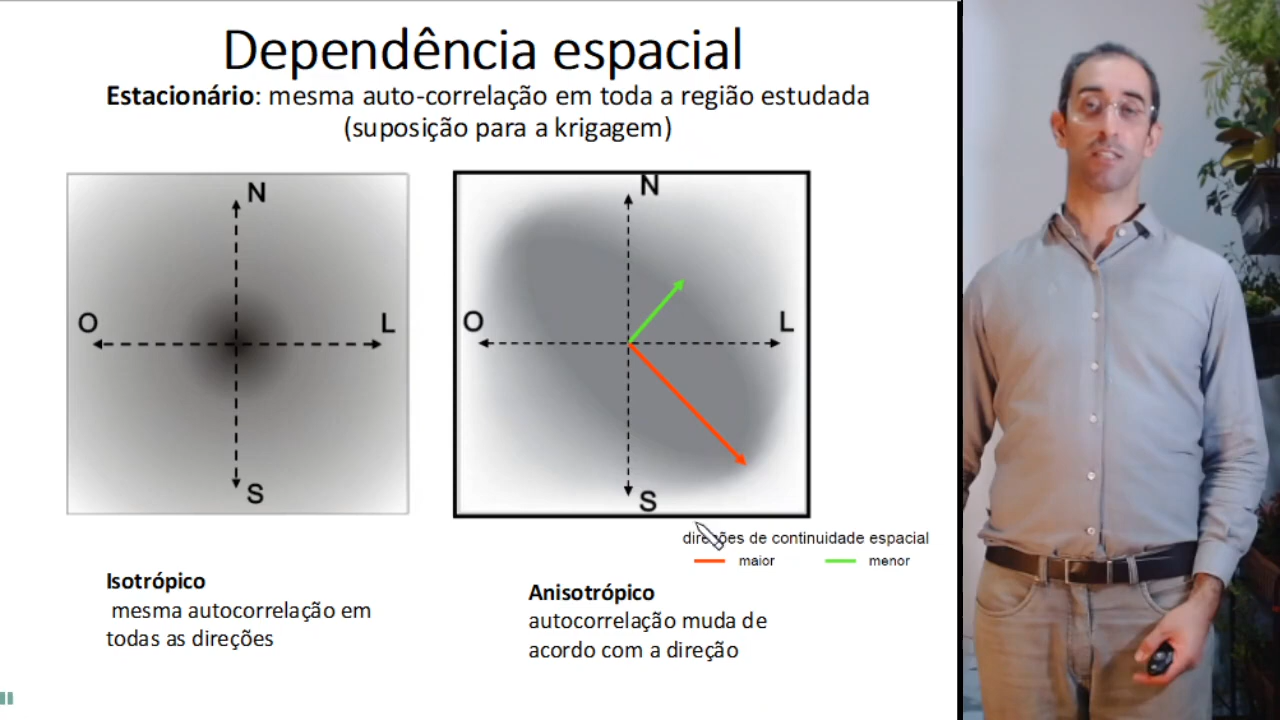 Dependência espacial
Estacionário: mesma auto-correlação em toda a região estudada
(suposição para a krigagem)
N
O
L
S
N
O
L
S
direções de continuidade espacial
maior
menor
Isotrópico
mesma autocorrelação em
todas as direções
Anisotrópico
autocorrelação muda de
acordo com a direção